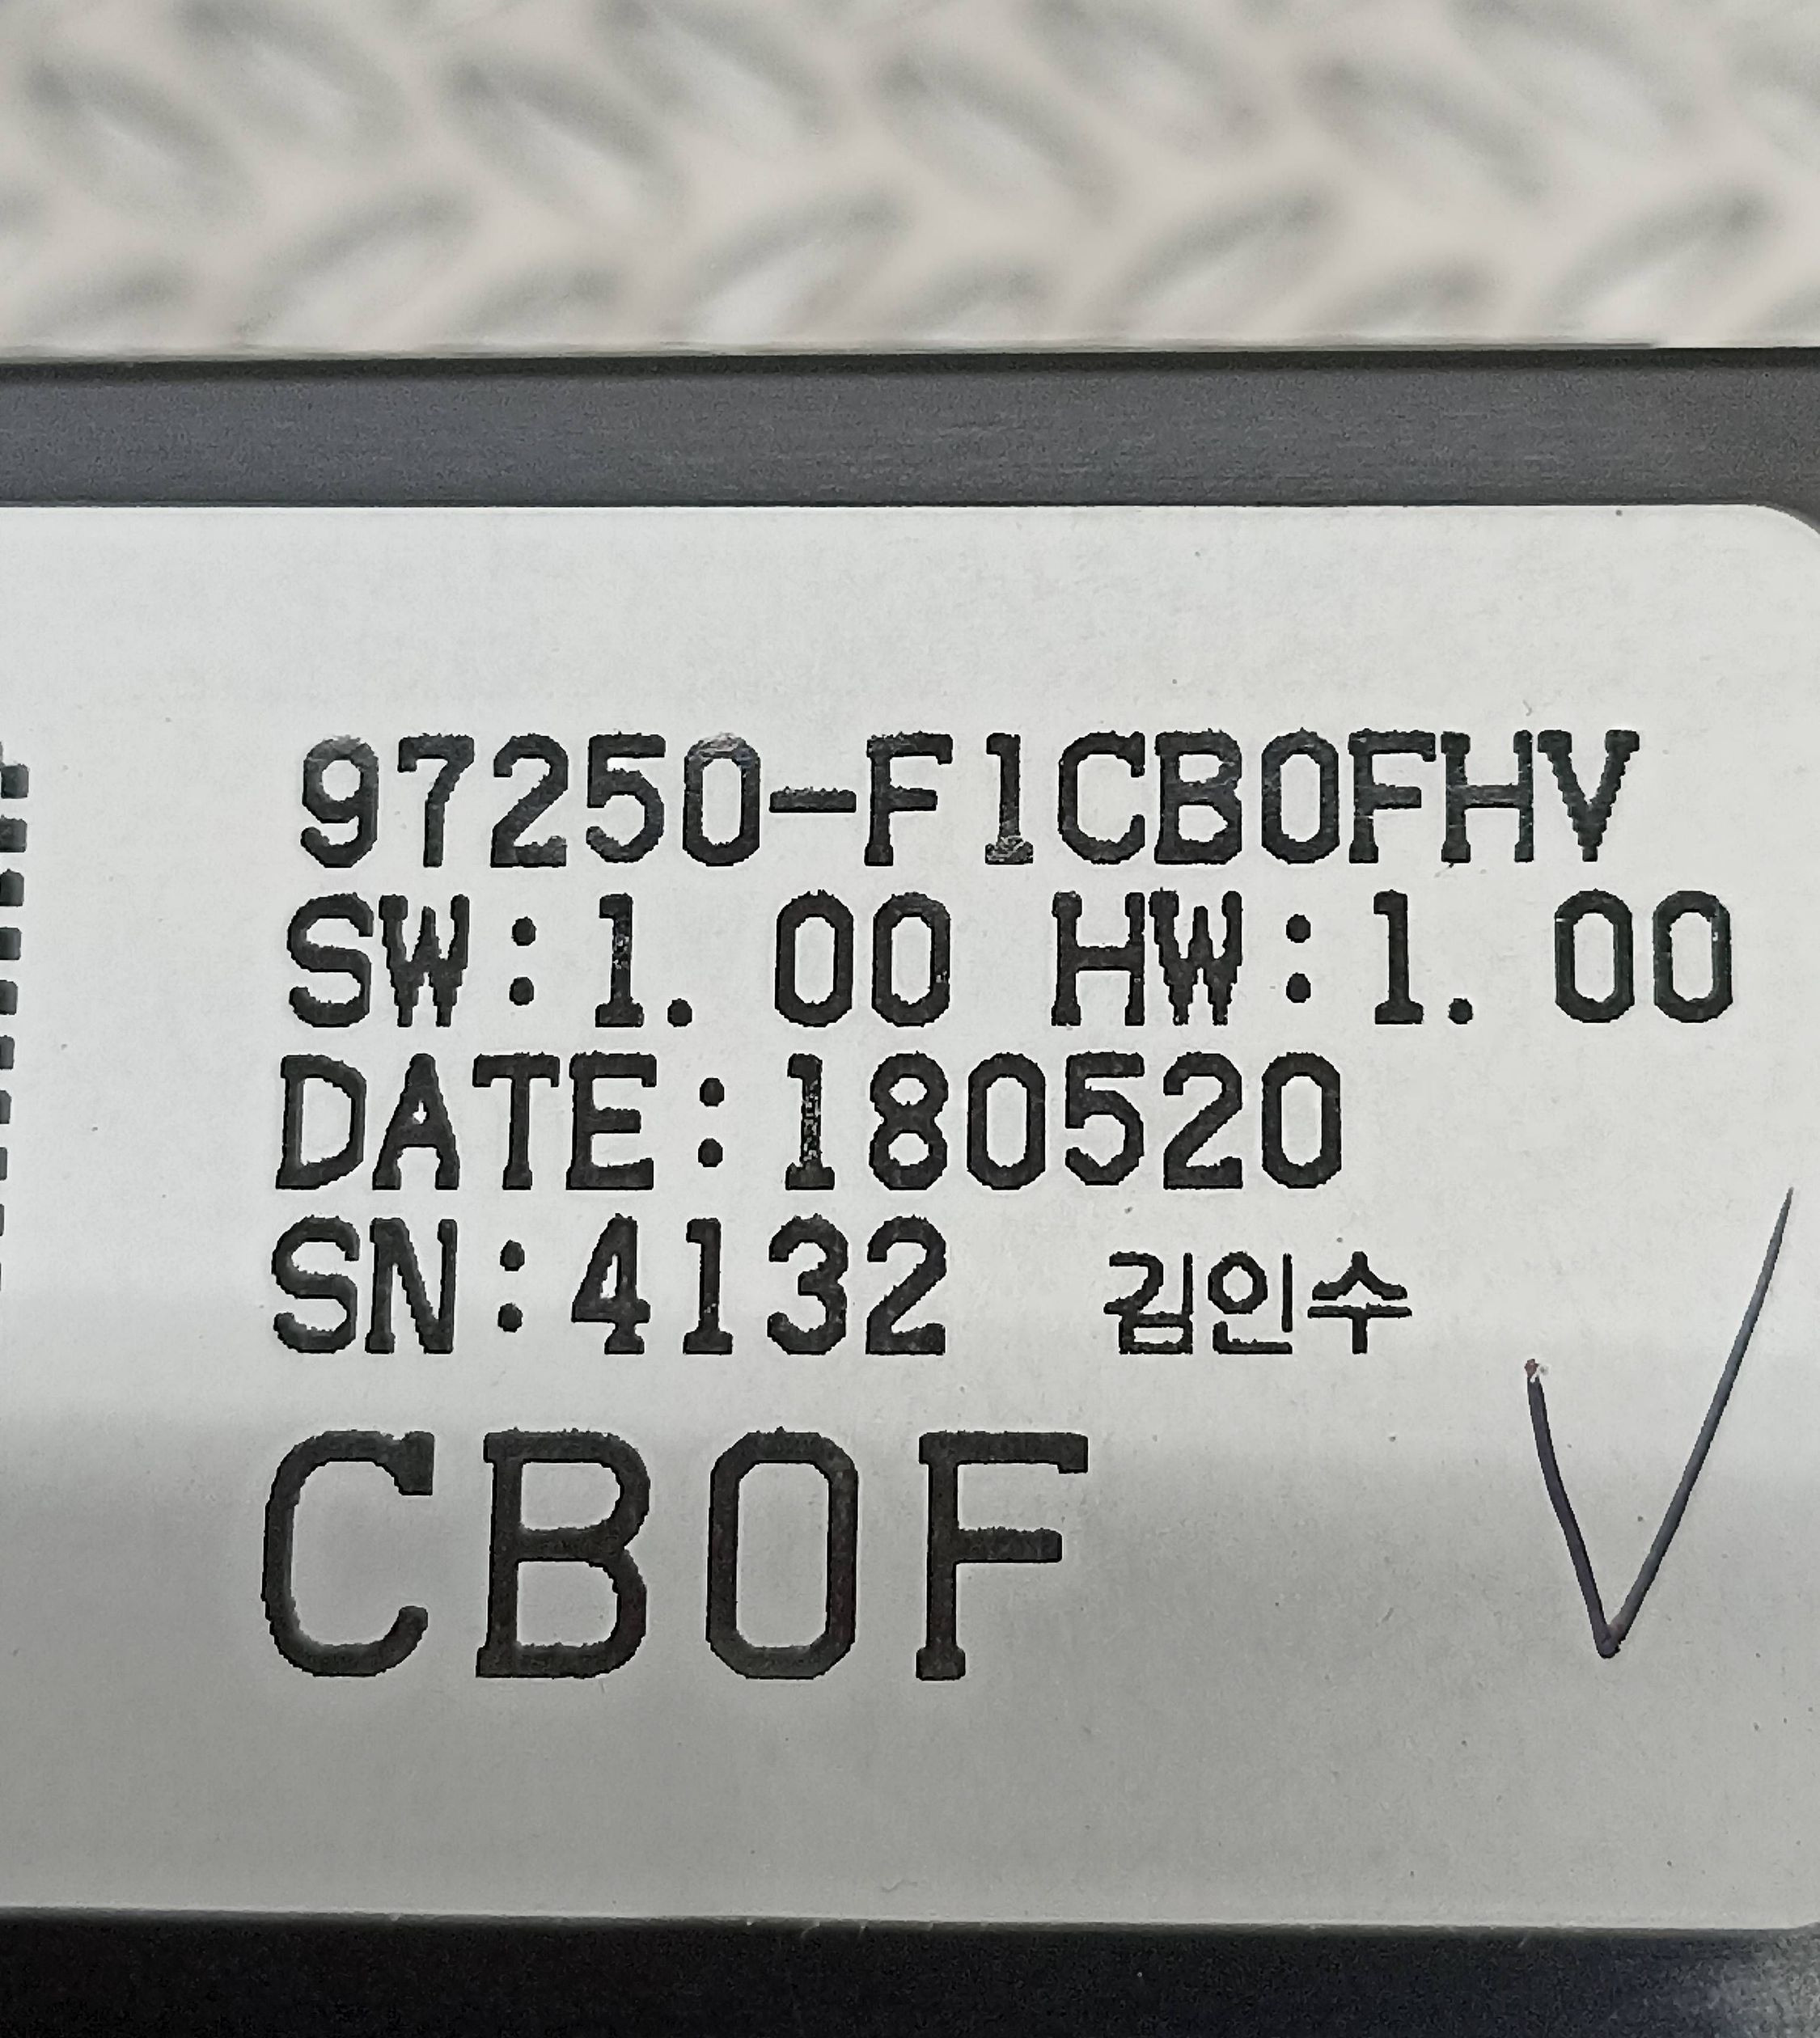 97250-F1CB0FHV
SW:1.00 HW:1.00
DATE:180520
SN:4132 김인수
CB0F